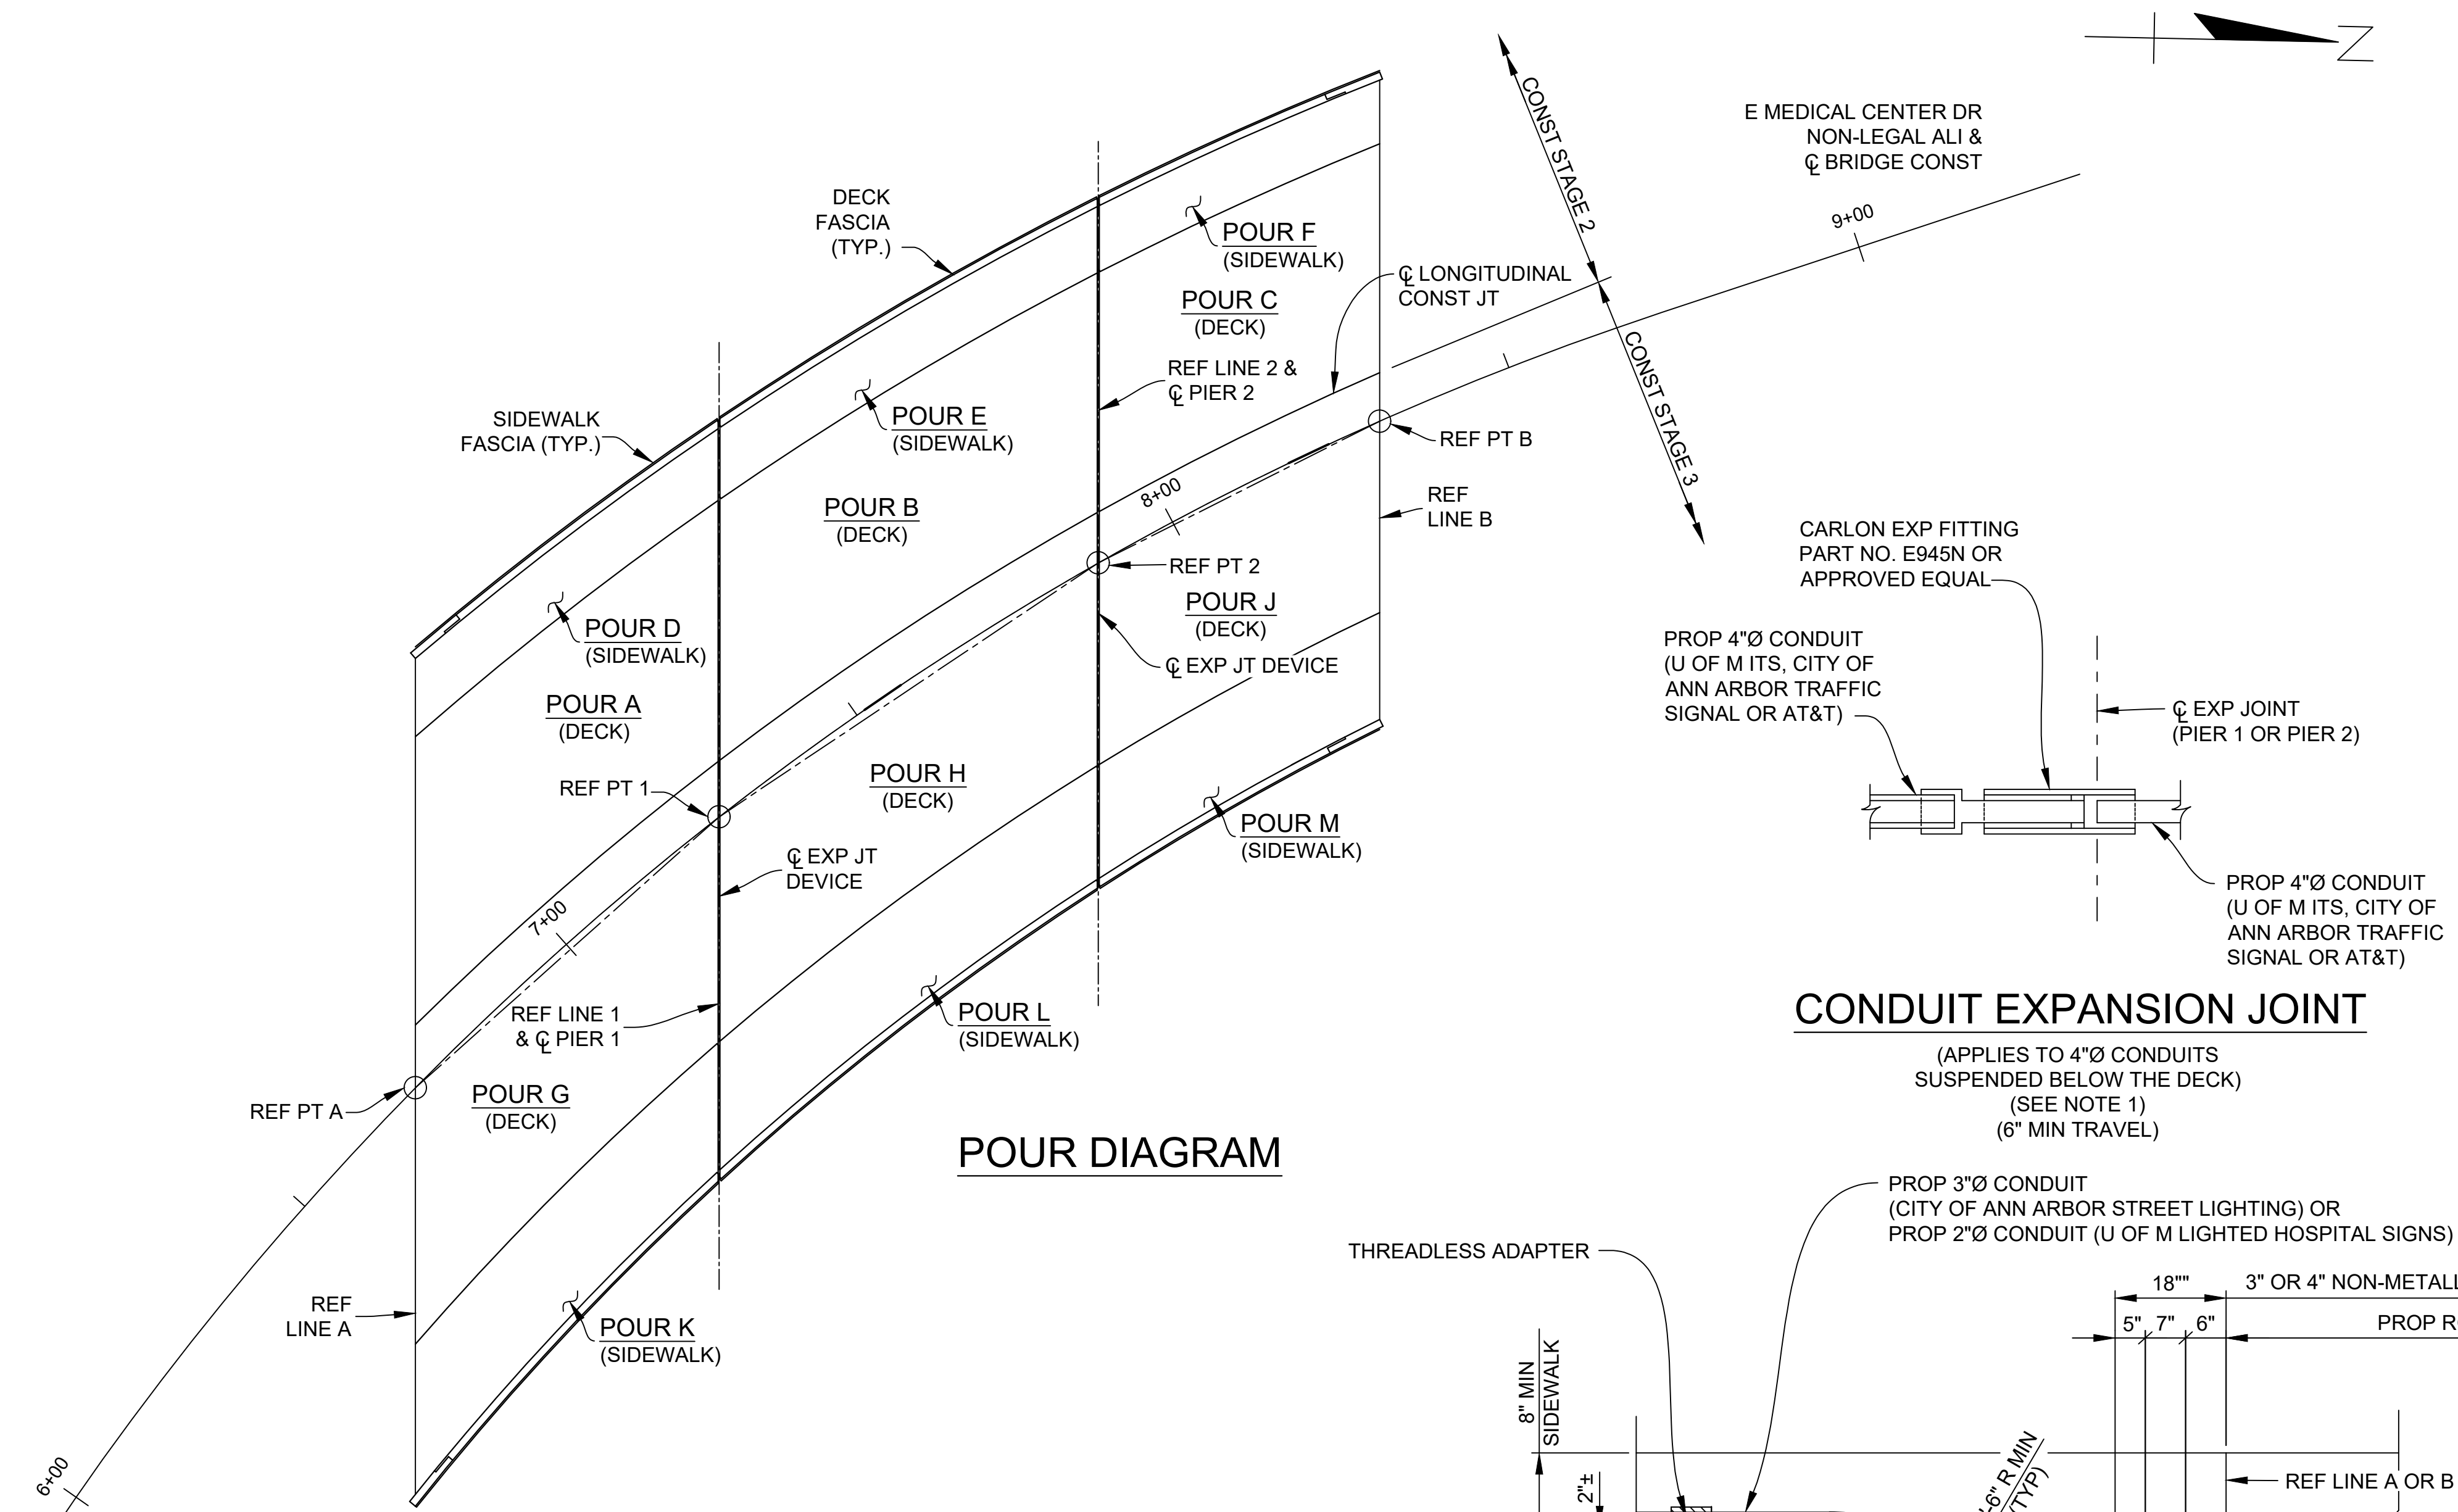 N
CONST STAGE 2
E MEDICAL CENTER DR
NON-LEGAL ALI &
℄ BRIDGE CONST
9+00
DECK
FASCIA
(TYP.)
POUR F
(SIDEWALK)
℄ LONGITUDINAL
CONST JT
POUR C
(DECK)
CONST STAGE 3
REF LINE 2 &
℄ PIER 2
SIDEWALK
FASCIA (TYP.)
POUR E
(SIDEWALK)
REF PT B
POUR B
(DECK)
8+00
REF
LINE B
REF PT 2
POUR J
(DECK)
POUR D
(SIDEWALK)
℄ EXP JT DEVICE
POUR A
(DECK)
REF PT 1
POUR H
(DECK)
POUR M
(SIDEWALK)
℄ EXP JT
DEVICE
7+00
REF LINE 1
& ℄ PIER 1
POUR L
(SIDEWALK)
REF PT A
POUR G
(DECK)
POUR DIAGRAM
REF
LINE A
POUR K
(SIDEWALK)
6+00
CARLON EXP FITTING
PART NO. E945N OR
APPROVED EQUAL
PROP 4"Ø CONDUIT
(U OF M ITS, CITY OF
ANN ARBOR TRAFFIC
SIGNAL OR AT&T)
℄ EXP JOINT
(PIER 1 OR PIER 2)
PROP 4"Ø CONDUIT
(U OF M ITS, CITY OF
ANN ARBOR TRAFFIC
SIGNAL OR AT&T)
CONDUIT EXPANSION JOINT
(APPLIES TO 4"Ø CONDUITS
SUSPENDED BELOW THE DECK)
(SEE NOTE 1)
(6" MIN TRAVEL)
PROP 3"Ø CONDUIT
(CITY OF ANN ARBOR STREET LIGHTING) OR
PROP 2"Ø CONDUIT (U OF M LIGHTED HOSPITAL SIGNS)
THREADLESS ADAPTER
18""
3" OR 4" NON-METALL
5" 7" 6"
PROP R
8" MIN
SIDEWALK
2"±
-6" R MIN
(TYP)
REF LINE A OR B